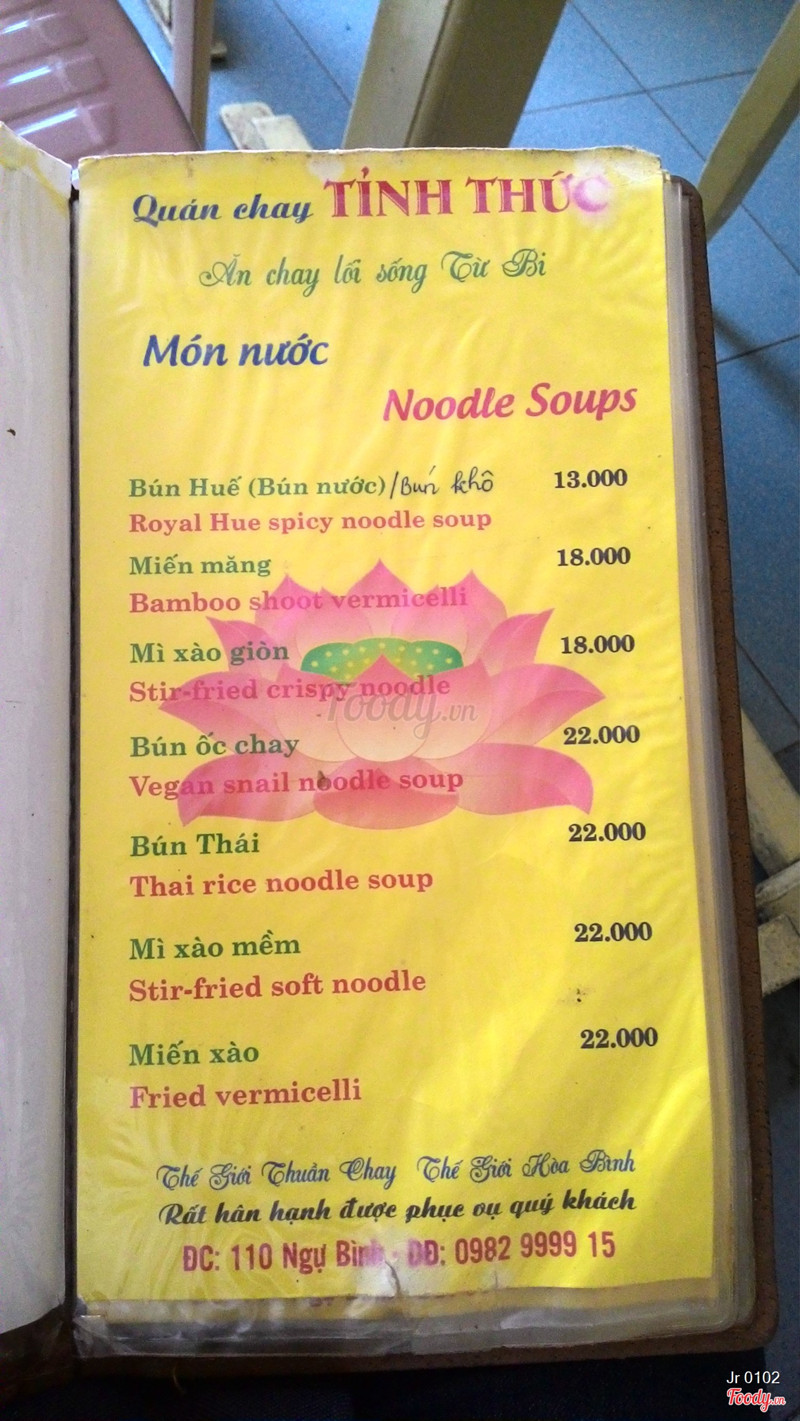 Quán chay TỈNH THỨC
Ăn chay lối sống Từ Bi
Món nước
Noodle Soups
Bún Huế (Bún nước)/Bún khô 13.000
Royal Hue spicy noodle soup
Miến măng 18.000
Bamboo shoot vermicelli
Mì xào giòn 18.000
Stir-fried crispy noodle
foody.vn
Bún ốc chay 22.000
Vegan snail noodle soup
Bún Thái 22.000
Thai rice noodle soup
Mì xào mềm 22.000
Stir-fried soft noodle
Miến xào 22.000
Fried vermicelli
Thế Giới Thuần Chay Thế Giới Hòa Bình
Rất hân hạnh được phục vụ quý khách
ĐC: 110 Ngự Bình - DĐ: 0982 9999 15
Jr 0102
Foody.vn